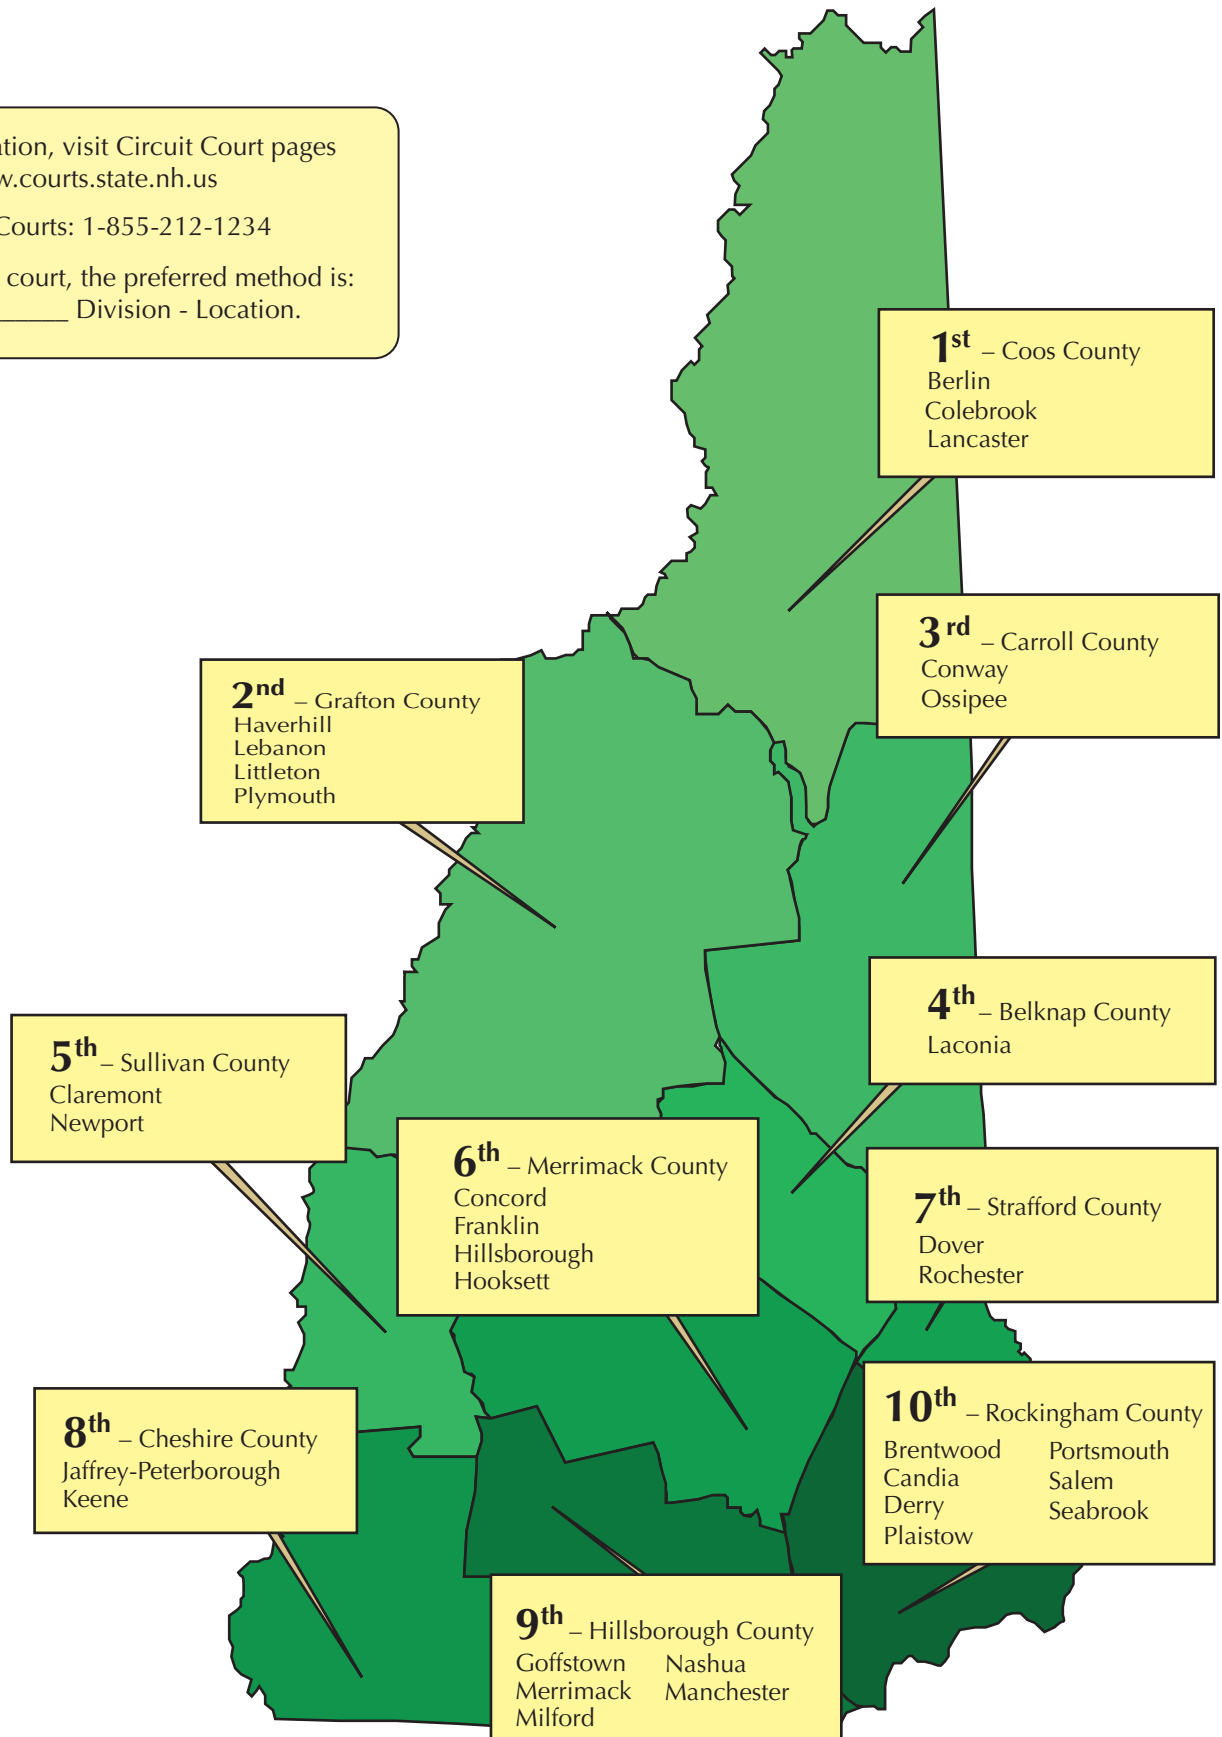 ation, visit Circuit Court pages
w.courts.state.nh.us
Courts: 1-855-212-1234
court, the preferred method is:
______ Division - Location.
1st – Coos County
Berlin
Colebrook
Lancaster
3rd – Carroll County
Conway
Ossipee
2nd – Grafton County
Haverhill
Lebanon
Littleton
Plymouth
4th – Belknap County
Laconia
5th – Sullivan County
Claremont
Newport
6th – Merrimack County
Concord
Franklin
Hillsborough
Hooksett
7th – Strafford County
Dover
Rochester
8th – Cheshire County
Jaffrey-Peterborough
Keene
10th – Rockingham County
Brentwood Portsmouth
Candia Salem
Derry Seabrook
Plaistow
9th – Hillsborough County
Goffstown Nashua
Merrimack Manchester
Milford